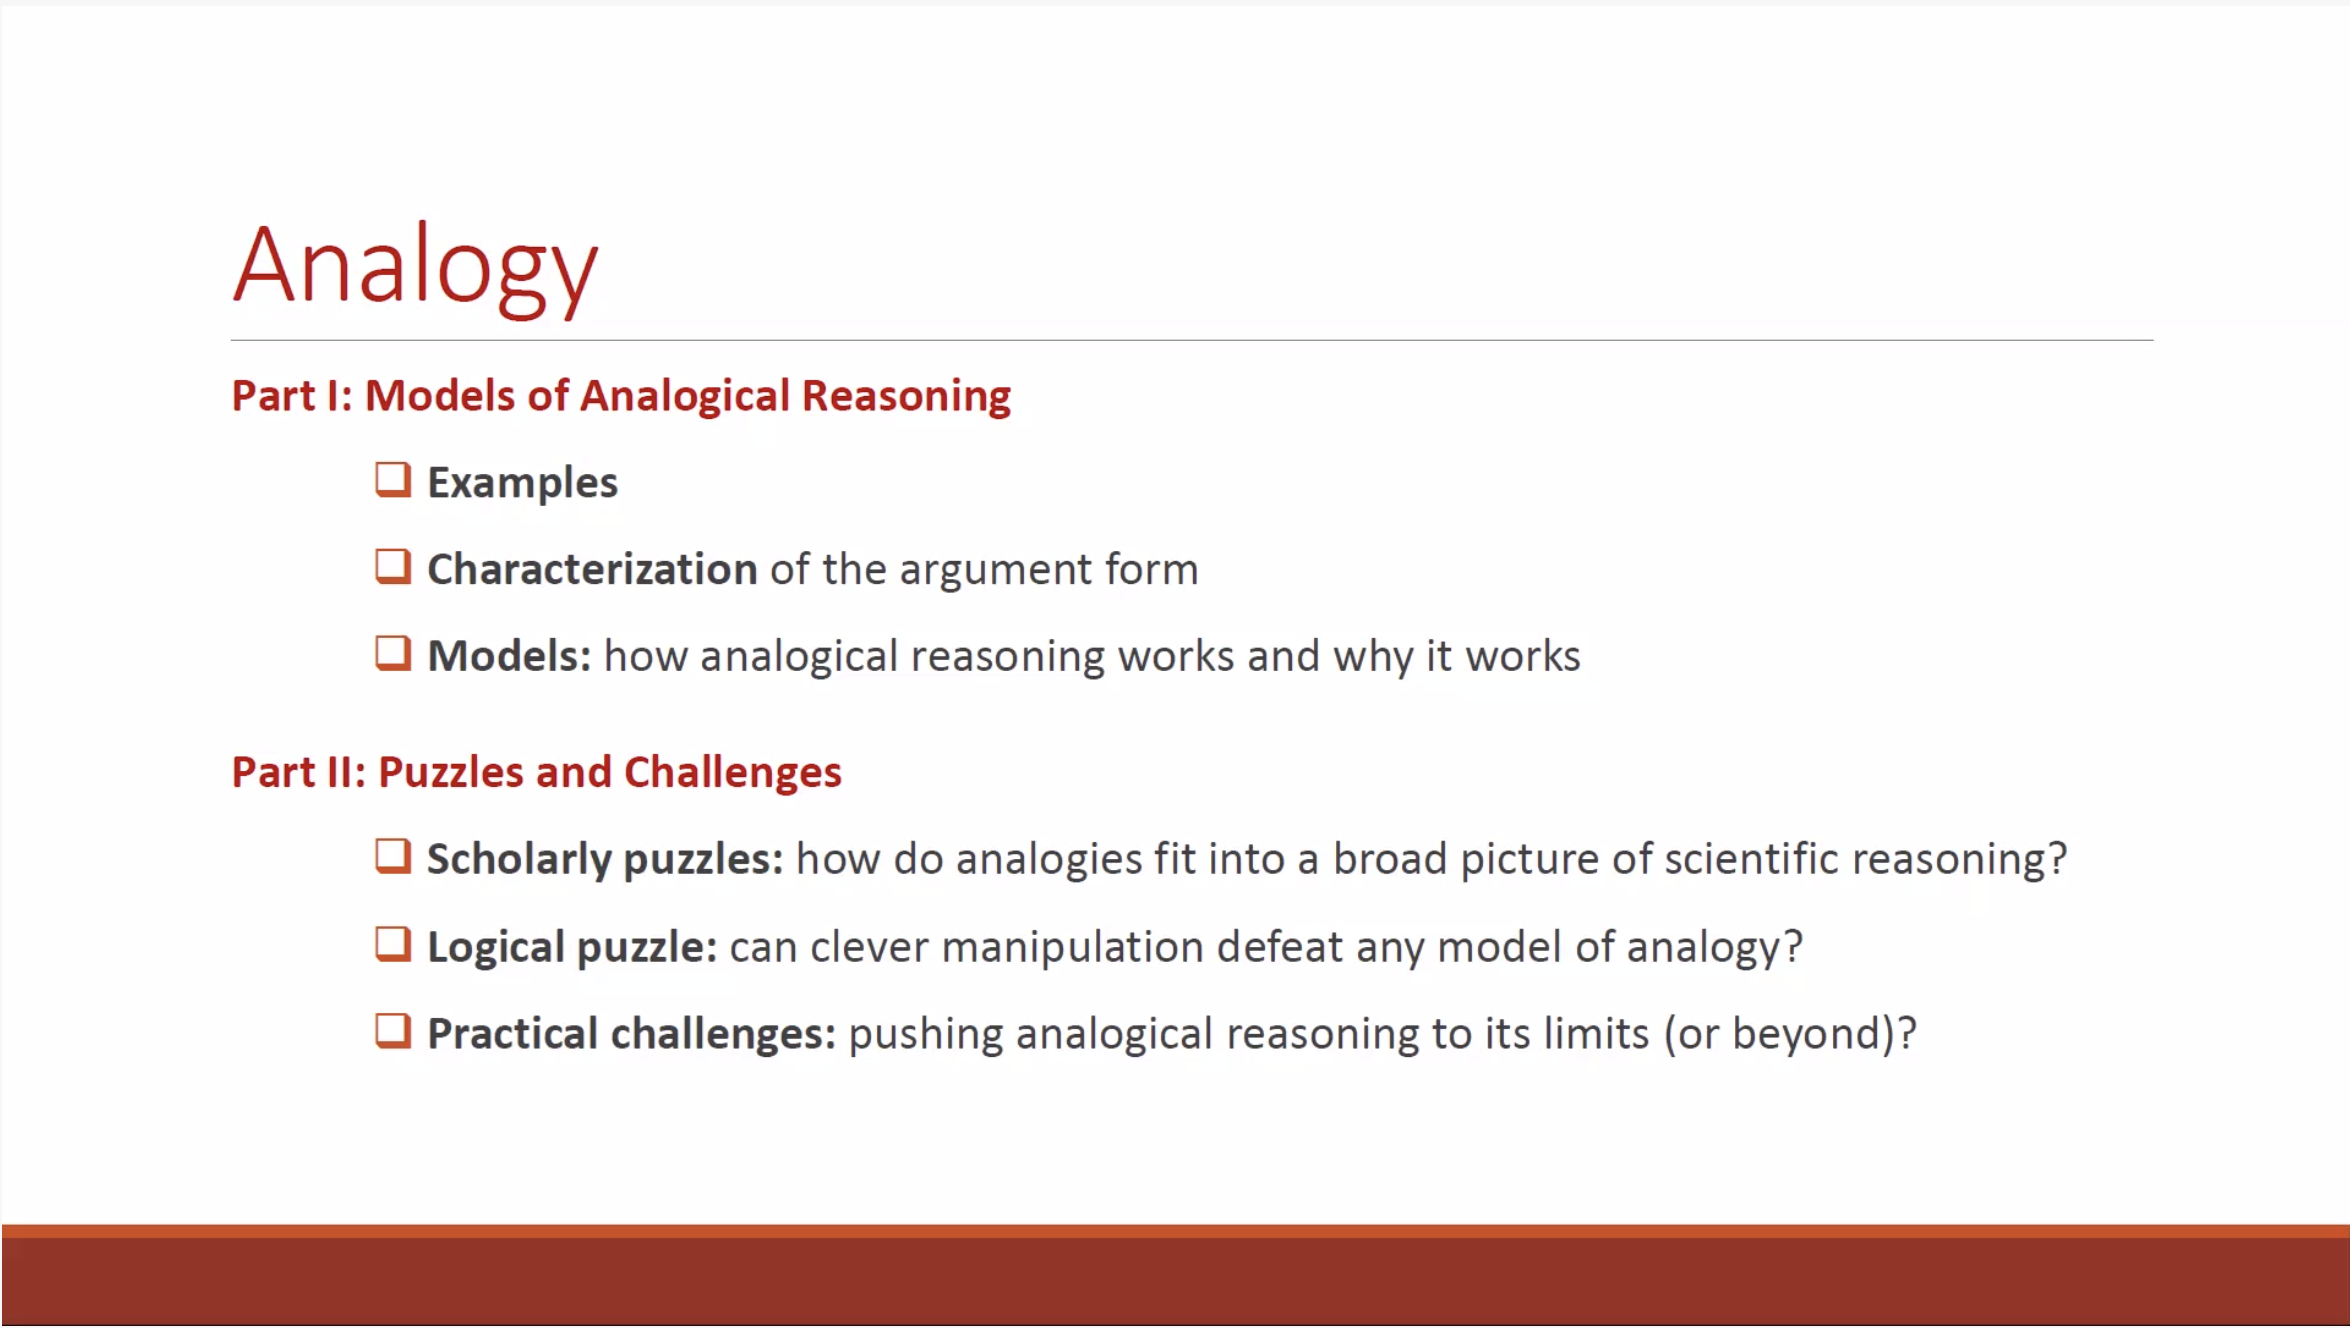 Analogy
Part I: Models of Analogical Reasoning
Examples
Characterization of the argument form
Models: how analogical reasoning works and why it works
Part II: Puzzles and Challenges
Scholarly puzzles: how do analogies fit into a broad picture of scientific reasoning?
Logical puzzle: can clever manipulation defeat any model of analogy?
Practical challenges: pushing analogical reasoning to its limits (or beyond)?